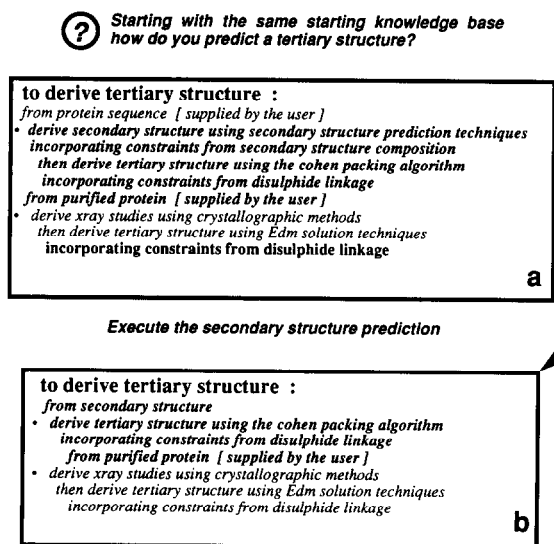 ?
Starting with the same starting knowledge base
how do you predict a tertiary structure?
to derive tertiary structure :
from protein sequence [ supplied by the user ]
• derive secondary structure using secondary structure prediction techniques
incorporating constraints from secondary structure composition
then derive tertiary structure using the cohen packing algorithm
incorporating constraints from disulphide linkage
from purified protein [ supplied by the user ]
• derive xray studies using crystallographic methods
then derive tertiary structure using Edm solution techniques
incorporating constraints from disulphide linkage
a
Execute the secondary structure prediction
to derive tertiary structure :
from secondary structure
• derive tertiary structure using the cohen packing algorithm
incorporating constraints from disulphide linkage
from purified protein [ supplied by the user ]
• derive xray studies using crystallographic methods
then derive tertiary structure using Edm solution techniques
incorporating constraints from disulphide linkage
b